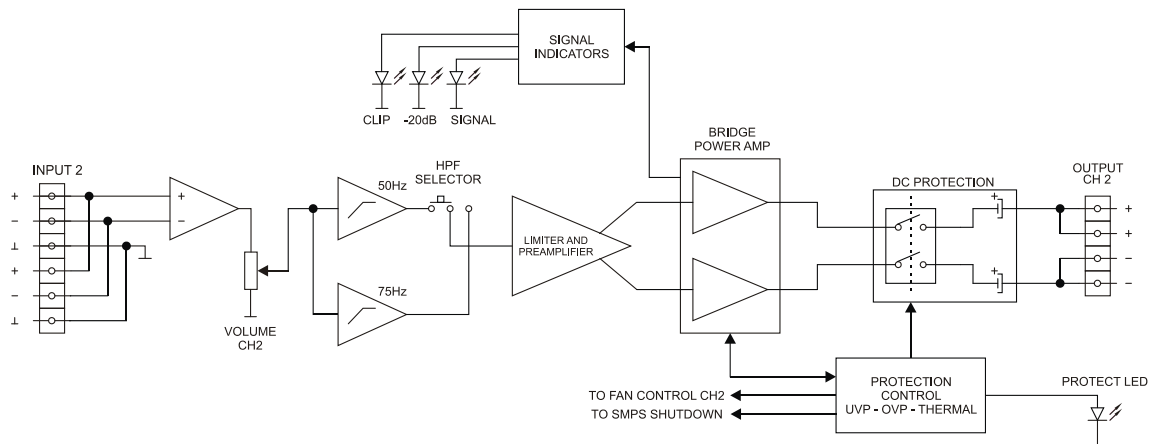 SIGNAL
INDICATORS
CLIP
-20dB
SIGNAL
BRIDGE
POWER AMP
INPUT 2
+
−
⊥
+
−
⊥
+
−
VOLUME
CH2
50Hz
75Hz
HPF
SELECTOR
LIMITER AND
PREAMPLIFIER
DC PROTECTION
+
+
OUTPUT
CH 2
+
+
−
−
PROTECTION
CONTROL
UVP - OVP - THERMAL
TO FAN CONTROL CH2
TO SMPS SHUTDOWN
PROTECT LED